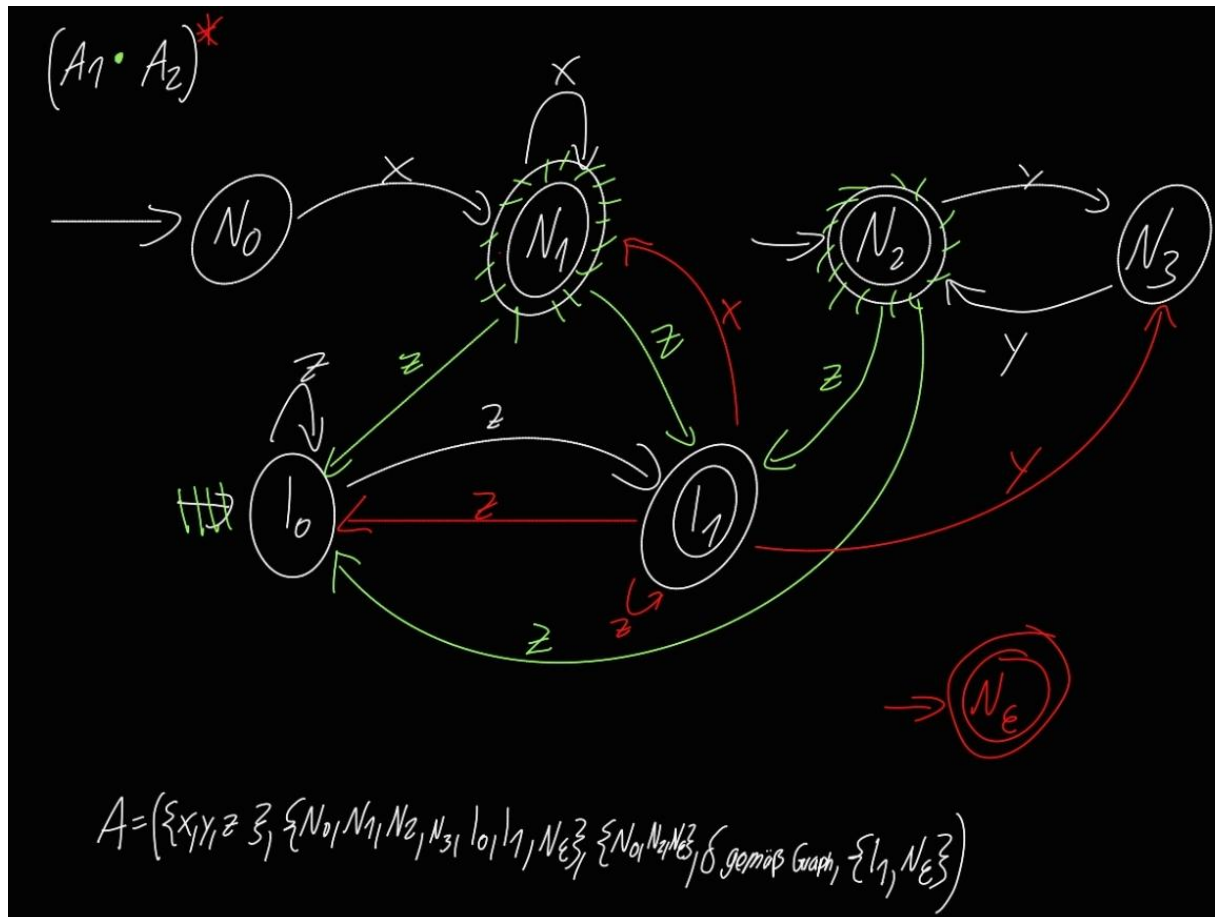 (A1 · A2)*
X
X
Y
N0
N1
N2
N3
X
z
Z
z
Y
Z
z
Y
l0
z
l1
z
Z
Nε
A=({x,y,z}, {N0,N1,N2,N3,l0,l1,Nε}, {N0,N2,Nε}, δ gemäß Graph, {l1,Nε})